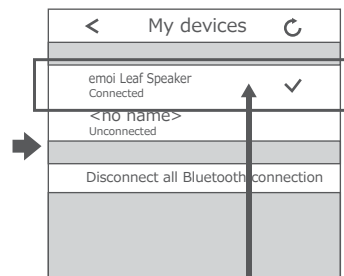 My devices
emoi Leaf Speaker
Connected
<no name>
Unconnected
Disconnect all Bluetooth connection